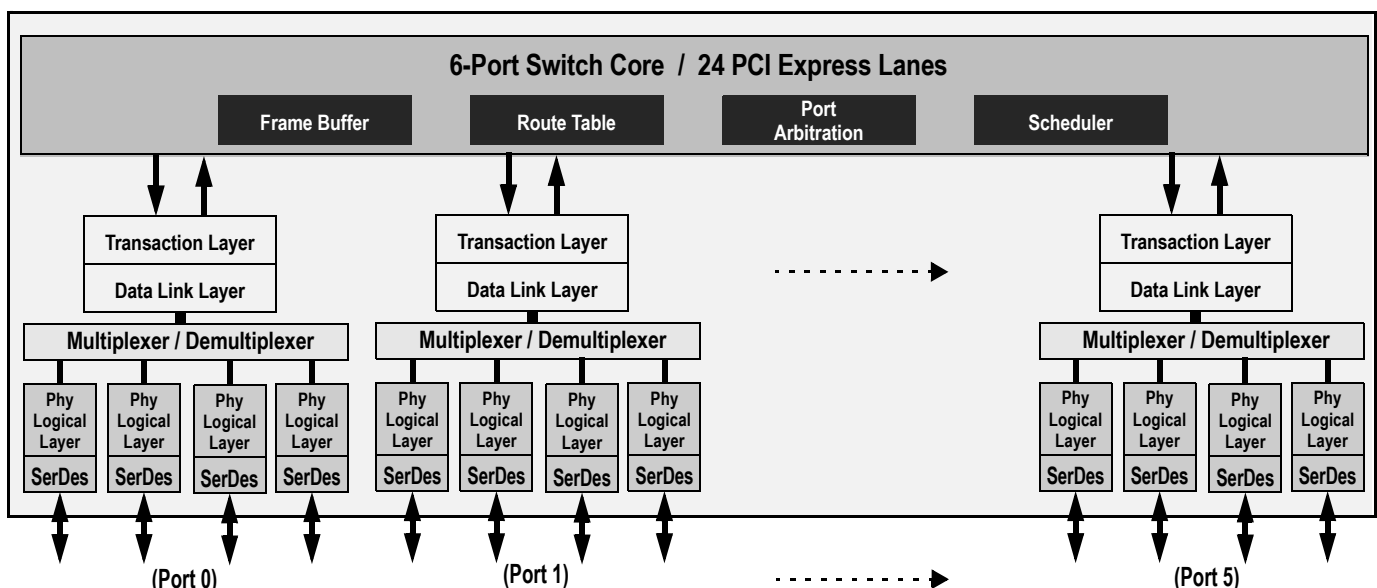 6-Port Switch Core / 24 PCI Express Lanes
Frame Buffer
Route Table
Port
Arbitration
Scheduler
Transaction Layer
Data Link Layer
Multiplexer / Demultiplexer
Phy
Logical
Layer
SerDes
Phy
Logical
Layer
SerDes
Phy
Logical
Layer
SerDes
Phy
Logical
Layer
SerDes
(Port 0)
Transaction Layer
Data Link Layer
Multiplexer / Demultiplexer
Phy
Logical
Layer
SerDes
Phy
Logical
Layer
SerDes
Phy
Logical
Layer
SerDes
Phy
Logical
Layer
SerDes
(Port 1)
Transaction Layer
Data Link Layer
Multiplexer / Demultiplexer
Phy
Logical
Layer
SerDes
Phy
Logical
Layer
SerDes
Phy
Logical
Layer
SerDes
Phy
Logical
Layer
SerDes
(Port 5)